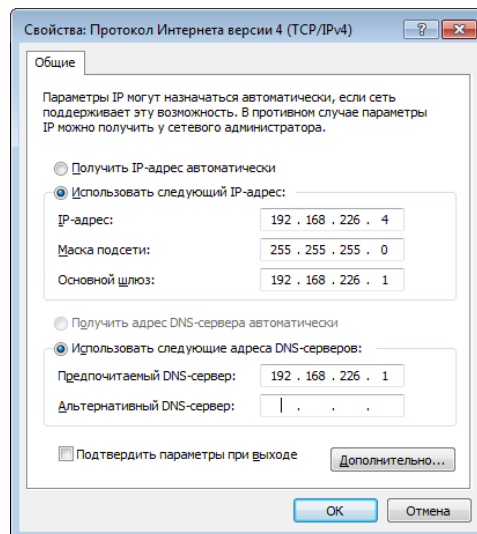 Свойства: Протокол Интернета версии 4 (TCP/IPv4)
Общие
Параметры IP могут назначаться автоматически, если сеть
поддерживает эту возможность. В противном случае параметры
IP можно получить у сетевого администратора.
Получить IP-адрес автоматически
Использовать следующий IP-адрес:
IP-адрес: 192 . 168 . 226 . 4
Маска подсети: 255 . 255 . 255 . 0
Основной шлюз: 192 . 168 . 226 . 1
Получить адрес DNS-сервера автоматически
Использовать следующие адреса DNS-серверов:
Предпочитаемый DNS-сервер: 192 . 168 . 226 . 1
Альтернативный DNS-сервер: . . .
Подтвердить параметры при выходе
Дополнительно...
ОК Отмена